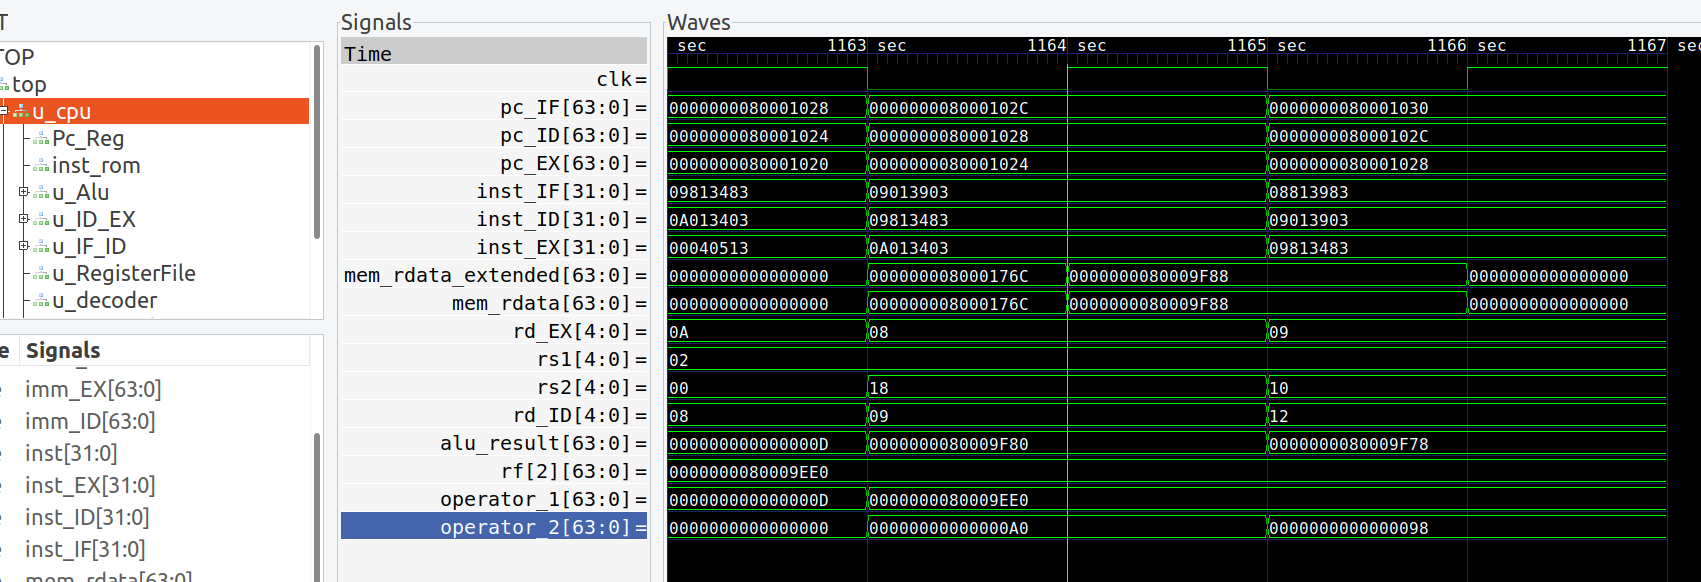 T
TOP
top
u_cpu
Pc_Reg
inst_rom
u_Alu
u_ID_EX
u_IF_ID
u_RegisterFile
u_decoder
e Signals
imm_EX[63:0]
imm_ID[63:0]
inst[31:0]
inst_EX[31:0]
inst_ID[31:0]
inst_IF[31:0]
mem_rdata[63:0]
Signals
Time
clk=
pc_IF[63:0]=
pc_ID[63:0]=
pc_EX[63:0]=
inst_IF[31:0]=
inst_ID[31:0]=
inst_EX[31:0]=
mem_rdata_extended[63:0]=
mem_rdata[63:0]=
rd_EX[4:0]=
rs1[4:0]=
rs2[4:0]=
rd_ID[4:0]=
alu_result[63:0]=
rf[2][63:0]=
operator_1[63:0]=
operator_2[63:0]=
Waves
sec 1163 sec 1164 sec 1165 sec 1166 sec 1167 sec
0000000080001028 000000008000102C 0000000080001030
0000000080001024 0000000080001028 000000008000102C
0000000080001020 0000000080001024 0000000080001028
09813483 09013903 08813983
0A013403 09813483 09013903
00040513 0A013403 09813483
0000000000000000 000000008000176C 0000000080009F88 0000000000000000
0000000000000000 000000008000176C 0000000080009F88 0000000000000000
0A 08 09
02
00 18 10
08 09 12
000000000000000D 0000000080009F80 0000000080009F78
0000000080009EE0
000000000000000D 0000000080009EE0
0000000000000000 00000000000000A0 0000000000000098